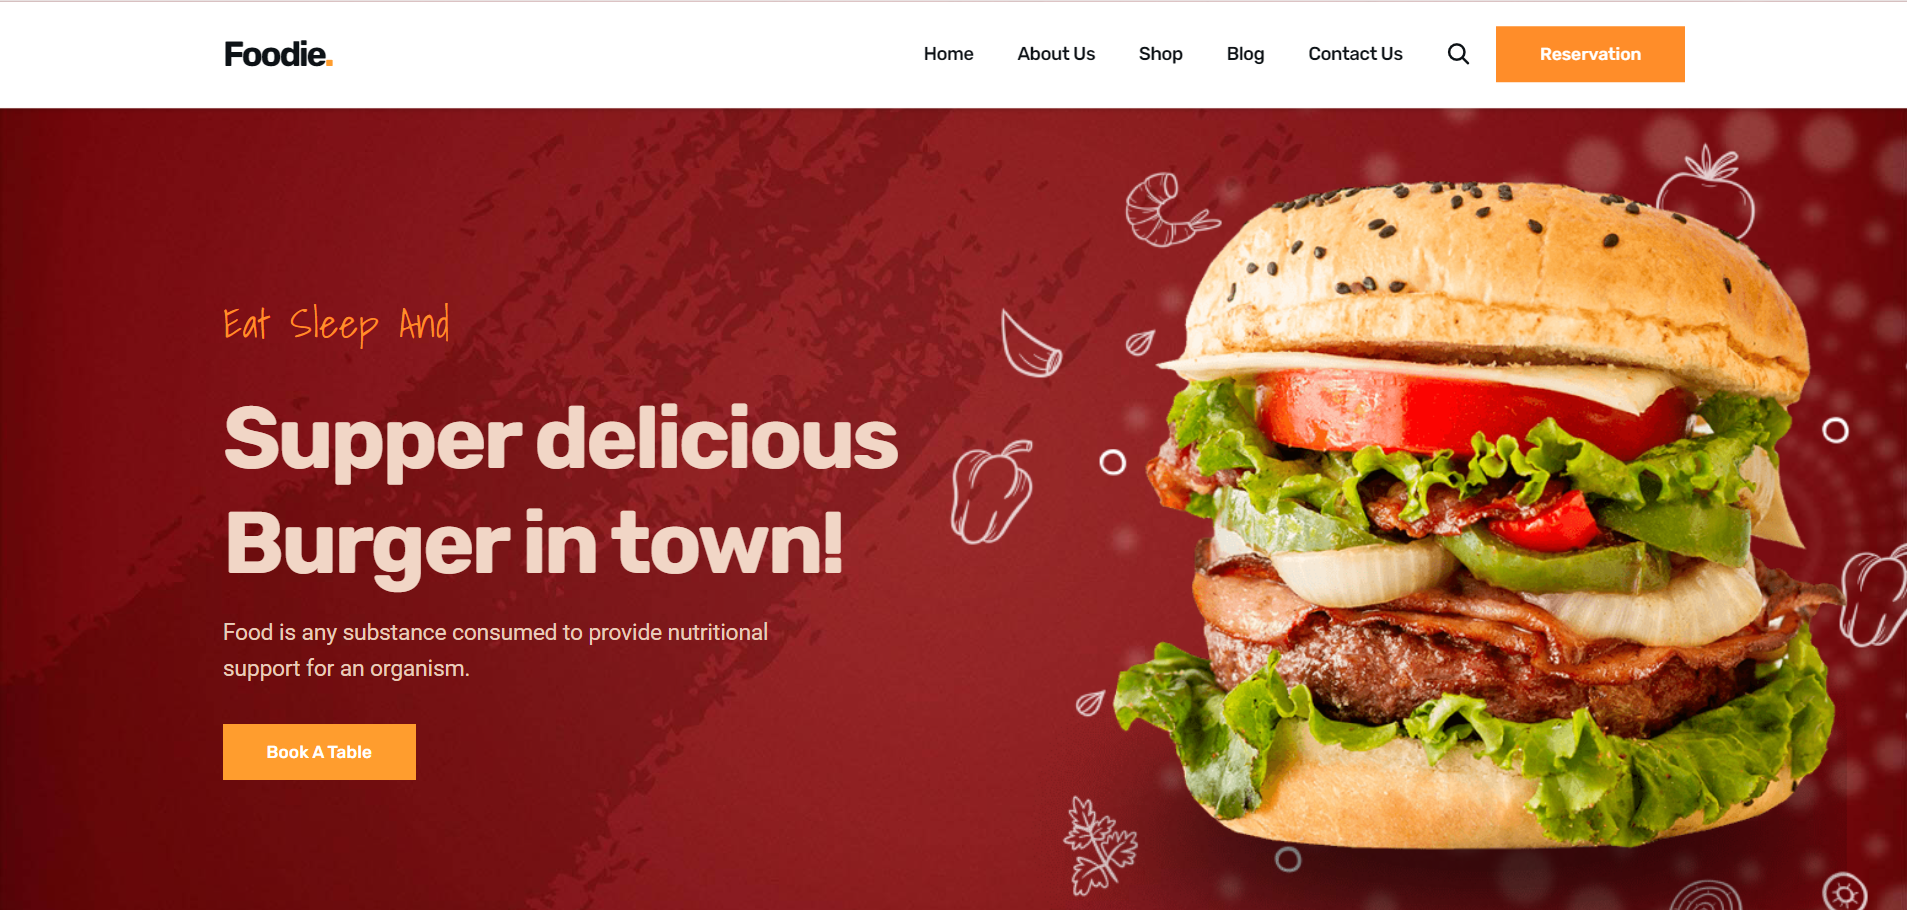 Foodie.
Home
About Us
Shop
Blog
Contact Us
Reservation
Eat Sleep And
Supper delicious
Burger in town!
Food is any substance consumed to provide nutritional
support for an organism.
Book A Table